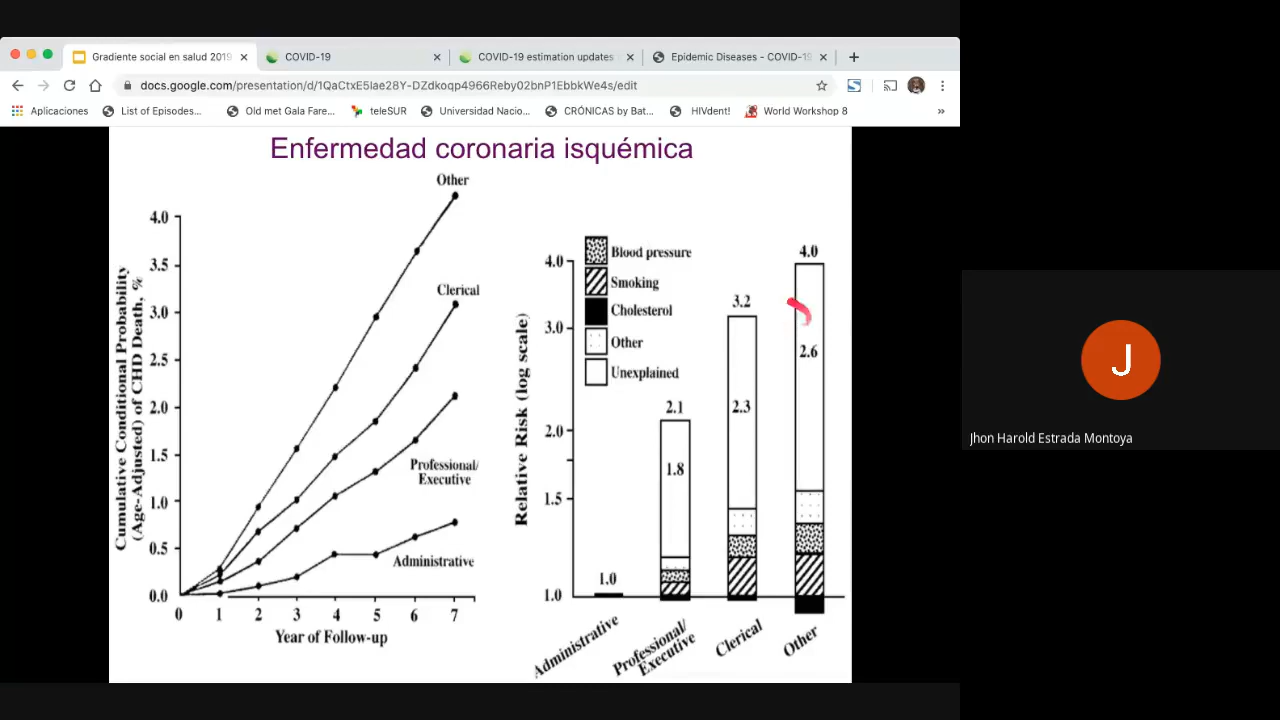 Gradiente social en salud 2019
COVID-19
COVID-19 estimation updates
Epidemic Diseases - COVID-19
docs.google.com/presentation/d/1QaCtxE5lae28Y-DZdkoqp4966Reby02bnP1EbbkWe4s/edit
Aplicaciones
List of Episodes...
Old met Gala Fare...
teleSUR
Universidad Nacio...
CRÓNICAS by Bat...
HIVdent!
World Workshop 8
»
Enfermedad coronaria isquémica
Cumulative Conditional Probability
(Age-Adjusted) of CHD Death, %
4.0
3.5
3.0
2.5
2.0
1.5
1.0
0.5
0.0
0 1 2 3 4 5 6 7
Year of Follow-up
Other
Clerical
Professional/
Executive
Administrative
Relative Risk (log scale)
4.0
3.0
2.0
1.5
1.0
Blood pressure
Smoking
Cholesterol
Other
Unexplained
1.0
2.1
1.8
3.2
2.3
4.0
2.6
Administrative
Professional/
Executive
Clerical
Other
J
Jhon Harold Estrada Montoya